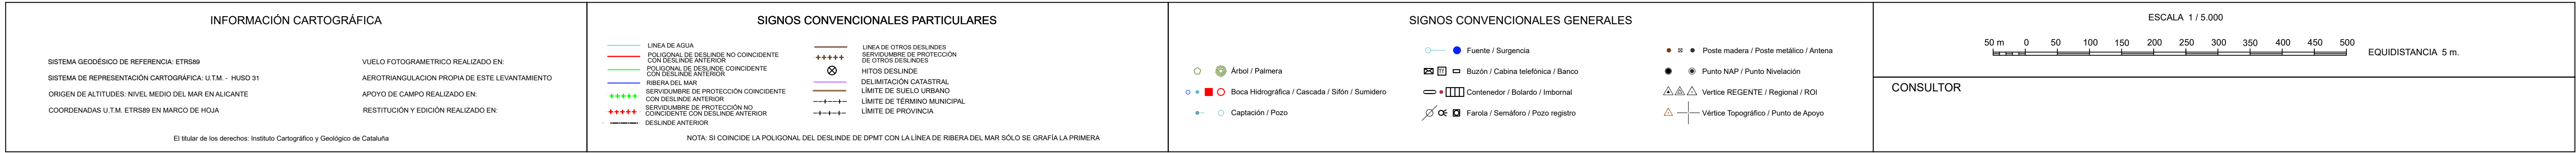 INFORMACIÓN CARTOGRÁFICA
SISTEMA GEODÉSICO DE REFERENCIA: ETRS89
SISTEMA DE REPRESENTACIÓN CARTOGRÁFICA: U.T.M. - HUSO 31
ORIGEN DE ALTITUDES: NIVEL MEDIO DEL MAR EN ALICANTE
COORDENADAS U.T.M. ETRS89 EN MARCO DE HOJA
VUELO FOTOGRAMETRICO REALIZADO EN:
AEROTRIANGULACION PROPIA DE ESTE LEVANTAMIENTO
APOYO DE CAMPO REALIZADO EN:
RESTITUCIÓN Y EDICIÓN REALIZADO EN:
El titular de los derechos: Instituto Cartográfico y Geológico de Cataluña
SIGNOS CONVENCIONALES PARTICULARES
LINEA DE AGUA
POLIGONAL DE DESLINDE NO COINCIDENTE
CON DESLINDE ANTERIOR
POLIGONAL DE DESLINDE COINCIDENTE
CON DESLINDE ANTERIOR
RIBERA DEL MAR
SERVIDUMBRE DE PROTECCIÓN COINCIDENTE
CON DESLINDE ANTERIOR
SERVIDUMBRE DE PROTECCIÓN NO
COINCIDENTE CON DESLINDE ANTERIOR
DESLINDE ANTERIOR
LINEA DE OTROS DESLINDES
SERVIDUMBRE DE PROTECCIÓN
DE OTROS DESLINDES
HITOS DESLINDE
DELIMITACIÓN CATASTRAL
LÍMITE DE SUELO URBANO
LÍMITE DE TÉRMINO MUNICIPAL
LÍMITE DE PROVINCIA
NOTA: SI COINCIDE LA POLIGONAL DEL DESLINDE DE DPMT CON LA LÍNEA DE RIBERA DEL MAR SÓLO SE GRAFÍA LA PRIMERA
SIGNOS CONVENCIONALES GENERALES
Árbol / Palmera
Boca Hidrográfica / Cascada / Sifón / Sumidero
Captación / Pozo
Fuente / Surgencia
Buzón / Cabina telefónica / Banco
Contenedor / Bolardo / Imbornal
Farola / Semáforo / Pozo registro
Poste madera / Poste metálico / Antena
Punto NAP / Punto Nivelación
Vertice REGENTE / Regional / ROI
Vértice Topográfico / Punto de Apoyo
ESCALA 1 / 5.000
50 m 0 50 100 150 200 250 300 350 400 450 500
EQUIDISTANCIA 5 m.
CONSULTOR